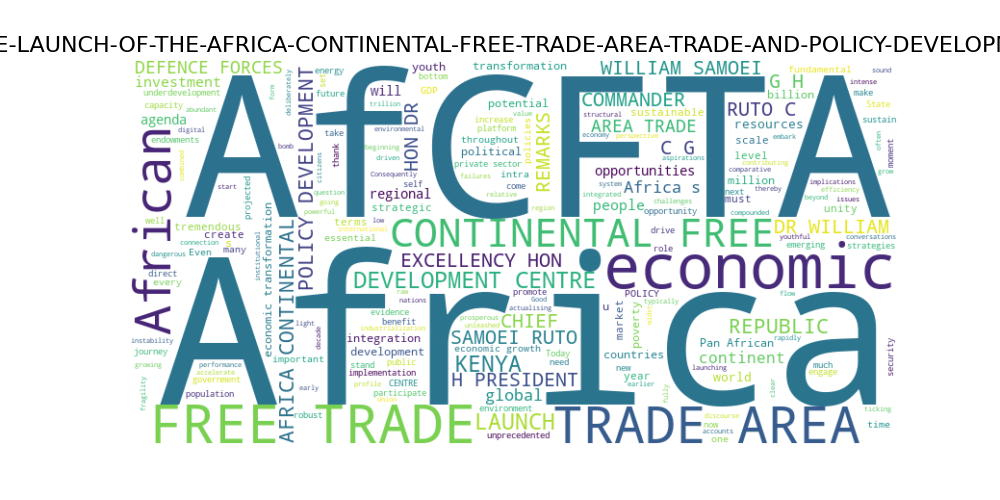 E-LAUNCH-OF-THE-AFRICA-CONTINENTAL-FREE-TRADE-AREA-TRADE-AND-POLICY-DEVELOP
AfCFTA
Africa
African
economic
CONTINENTAL FREE
FREE TRADE
TRADE AREA
DEFENCE FORCES
investment
underdevelopment
capacity
abundant
agenda
endowments
digital
combined
bomb
start
projected
POLICY DEVELOPMENT
deliberately
form
set
citizens
energy
future
youth
bottom
GDP
trillion
take
environmental
thank
beginning
driven
Consequently
question
self
going
powerful
HON DR
will
political
regional
strategic
terms
low
international
essential
transformation
potential
value
increase
platform
throughout
policies
private sector
intra
failures
come
relative
region
REMARKS
WILLIAM SAMOEI
COMMANDER
structural
sustainable
AREA TRADE
economy
perspective
C G
aspirations
opportunities
system
integrated
Africa s
challenges
people
opportunity
G H
billion
fundamental
sound
intense
make
State
RUTO C
resources
sustain
scale
often
level
embark
contributing
million
grow
moment
comparative
next
must
thereby
implications
efficiency
beyond
issues
compounded
DR WILLIAM
youthful
conversations
emerging
strategies
drive
role
well
tremendous
connection
create
s
dangerous
Even
many
direct
every
institutional
economic transformation
AFRICA CONTINENTAL
EXCELLENCY HON
DEVELOPMENT CENTRE
promote
raw
Good
nations
actualising
evidence
industrialization
benefit
prosperous
unleashed
CHIEF
SAMOEI RUTO
economic growth
Today
need
KENYA
H PRESIDENT
global
environment
LAUNCH
unprecedented
u
POLICY
typically
flow
market
poverty
wider
REPUBLIC
rapidly
Pan African
countries
continent
much
engage
new
launching
year
world
earlier
fully
clear
discourse
now
accounts
one
time
ticking
security
instability
journey
growing
performance
accelerate
government
population
fragility
light
decade
important
integration
development
public
stand
implementation
profile
CENTRE
participate
union
early
robust
unity